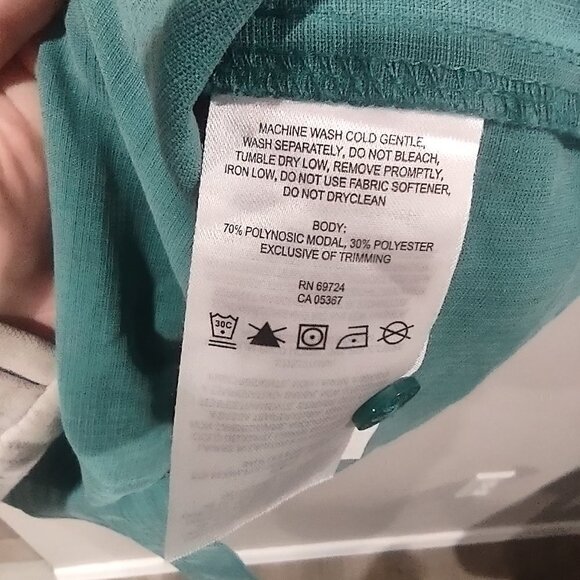 MACHINE WASH COLD GENTLE,
WASH SEPARATELY, DO NOT BLEACH,
TUMBLE DRY LOW, REMOVE PROMPTLY,
IRON LOW, DO NOT USE FABRIC SOFTENER,
DO NOT DRYCLEAN
BODY:
70% POLYNOSIC MODAL, 30% POLYESTER
EXCLUSIVE OF TRIMMING
RN 69724
CA 05367
30C